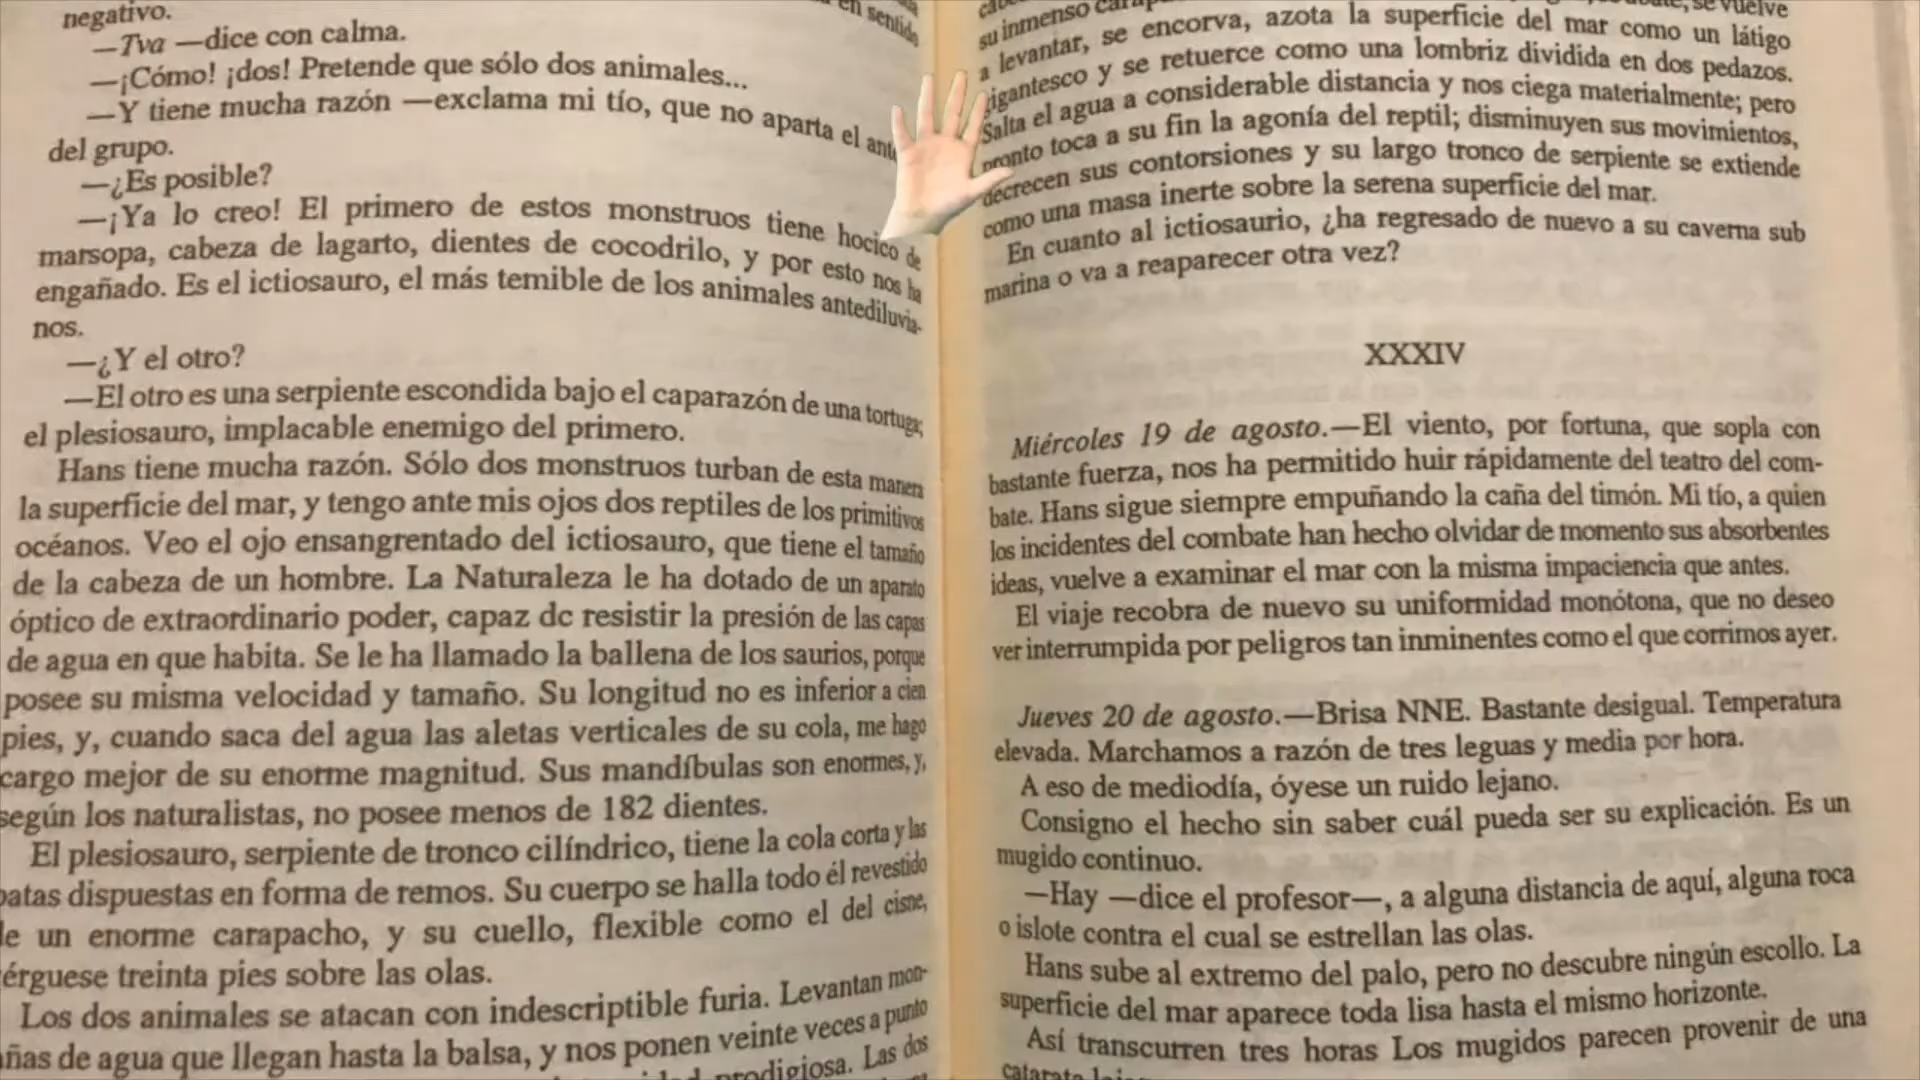 negativo.
—Tva —dice con calma.
—¡Cómo! ¡dos! Pretende que sólo dos animales...
—Y tiene mucha razón —exclama mi tío, que no aparta el
del grupo.
—¿Es posible?
—¡Ya lo creo! El primero de estos monstruos tiene hocico de
marsopa, cabeza de lagarto, dientes de cocodrilo, y por esto nos ha
engañado. Es el ictiosauro, el más temible de los animales antediluvia-
nos.
—¿Y el otro?
—El otro es una serpiente escondida bajo el caparazón de una tortuga;
el plesiosauro, implacable enemigo del primero.
Hans tiene mucha razón. Sólo dos monstruos turban de esta manera
la superficie del mar, y tengo ante mis ojos dos reptiles de los primitivos
océanos. Veo el ojo ensangrentado del ictiosauro, que tiene el tamaño
de la cabeza de un hombre. La Naturaleza le ha dotado de un aparato
óptico de extraordinario poder, capaz dc resistir la presión de las capas
de agua en que habita. Se le ha llamado la ballena de los saurios, porque
posee su misma velocidad y tamaño. Su longitud no es inferior a cien
pies, y, cuando saca del agua las aletas verticales de su cola, me hago
cargo mejor de su enorme magnitud. Sus mandíbulas son enormes, y,
según los naturalistas, no posee menos de 182 dientes.
El plesiosauro, serpiente de tronco cilíndrico, tiene la cola corta y las
patas dispuestas en forma de remos. Su cuerpo se halla todo él revestido
de un enorme carapacho, y su cuello, flexible como el del cisne,
érguese treinta pies sobre las olas.
Los dos animales se atacan con indescriptible furia. Levantan mon-
ñas de agua que llegan hasta la balsa, y nos ponen veinte veces a punto
prodigiosa. Las dos
en sentido
se vuelve
su inmenso
a levantar, se encorva, azota la superficie del mar como un látigo
gigantesco y se retuerce como una lombriz dividida en dos pedazos.
Salta el agua a considerable distancia y nos ciega materialmente; pero
pronto toca a su fin la agonía del reptil; disminuyen sus movimientos,
decrecen sus contorsiones y su largo tronco de serpiente se extiende
como una masa inerte sobre la serena superficie del mar.
En cuanto al ictiosaurio, ¿ha regresado de nuevo a su caverna sub
marina o va a reaparecer otra vez?
XXXIV
Miércoles 19 de agosto.—El viento, por fortuna, que sopla con
bastante fuerza, nos ha permitido huir rápidamente del teatro del com-
bate. Hans sigue siempre empuñando la caña del timón. Mi tío, a quien
los incidentes del combate han hecho olvidar de momento sus absorbentes
ideas, vuelve a examinar el mar con la misma impaciencia que antes.
El viaje recobra de nuevo su uniformidad monótona, que no deseo
ver interrumpida por peligros tan inminentes como el que corrimos ayer.
Jueves 20 de agosto.—Brisa NNE. Bastante desigual. Temperatura
elevada. Marchamos a razón de tres leguas y media por hora.
A eso de mediodía, óyese un ruido lejano.
Consigno el hecho sin saber cuál pueda ser su explicación. Es un
mugido continuo.
—Hay —dice el profesor—, a alguna distancia de aquí, alguna roca
o islote contra el cual se estrellan las olas.
Hans sube al extremo del palo, pero no descubre ningún escollo. La
superficie del mar aparece toda lisa hasta el mismo horizonte.
Así transcurren tres horas Los mugidos parecen provenir de una